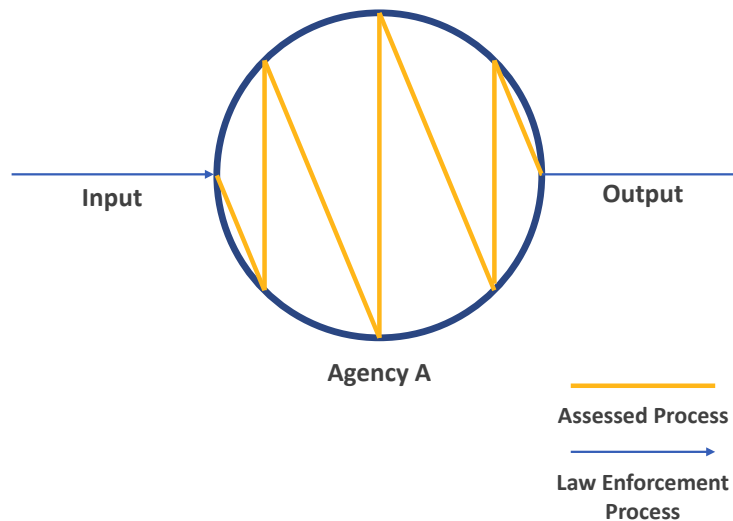 Input
Output
Agency A
Assessed Process
Law Enforcement
Process